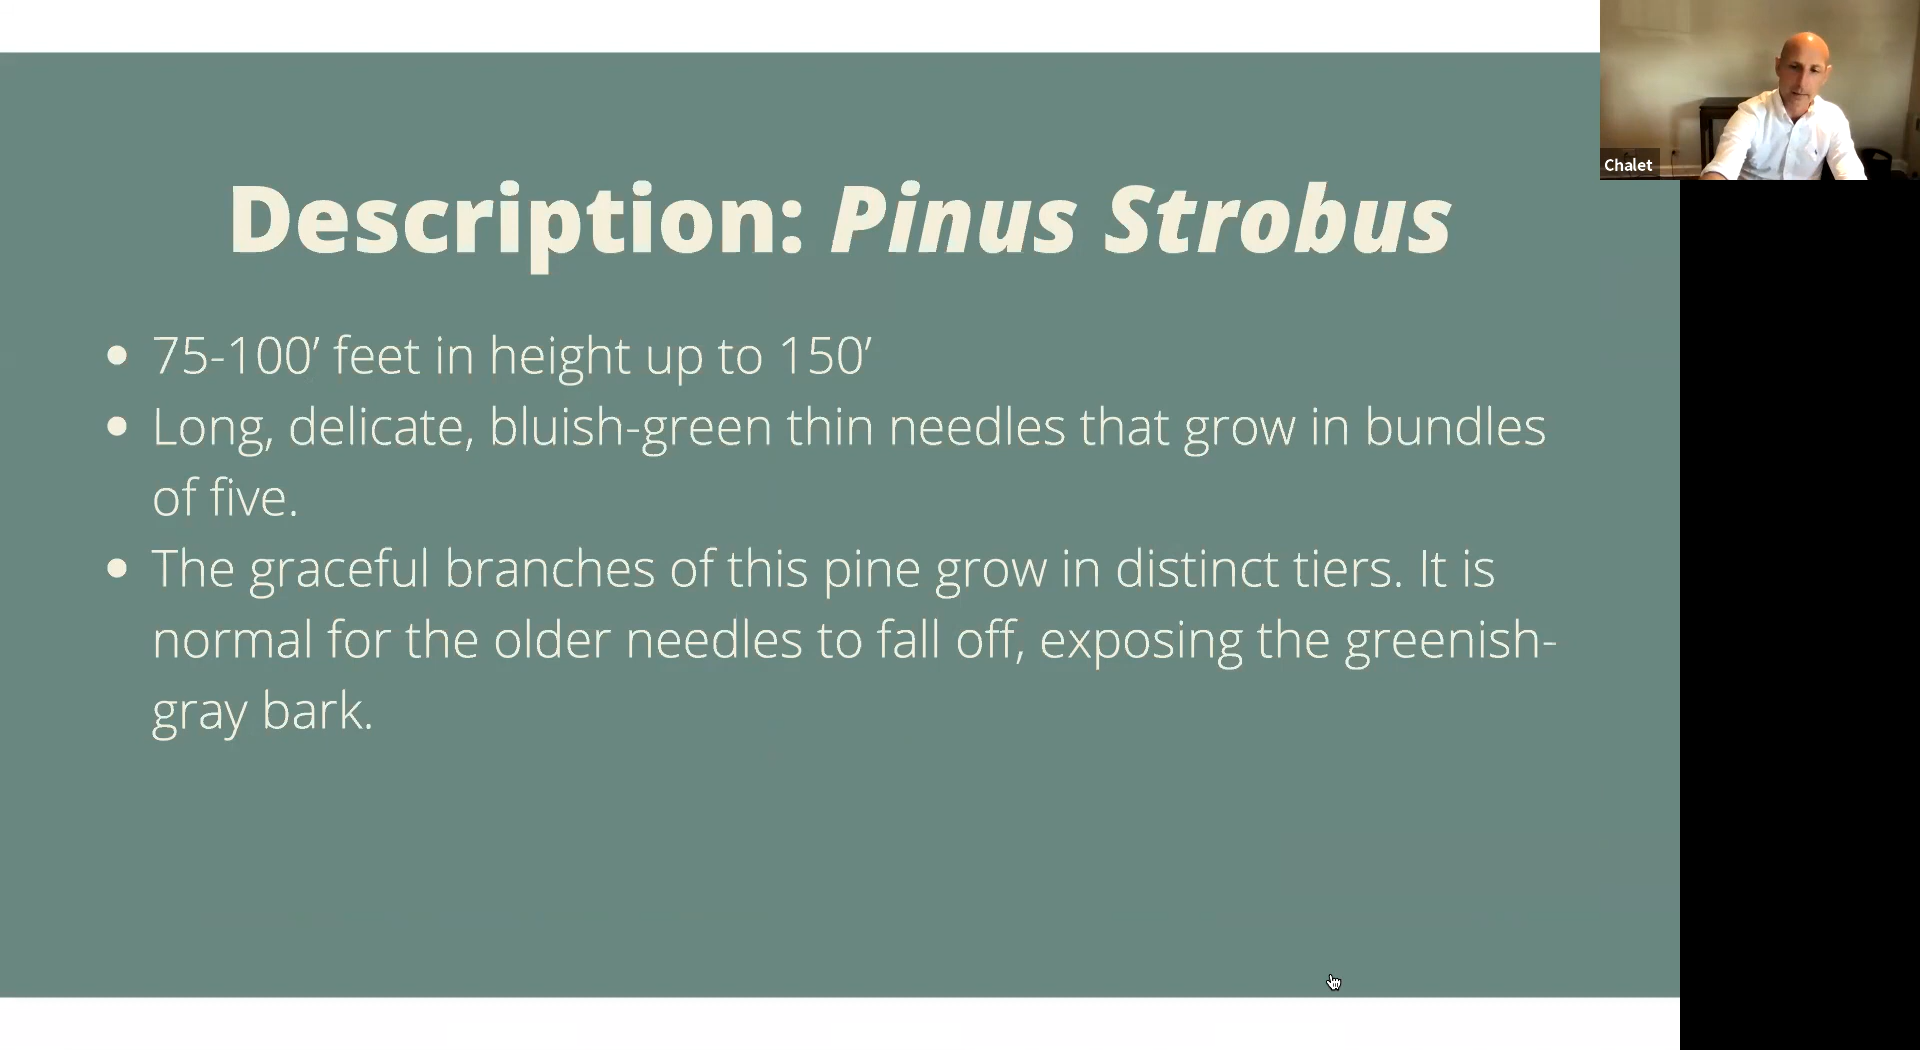 Description: Pinus Strobus
• 75-100’ feet in height up to 150’
• Long, delicate, bluish-green thin needles that grow in bundles
of five.
• The graceful branches of this pine grow in distinct tiers. It is
normal for the older needles to fall off, exposing the greenish-
gray bark.
Chalet